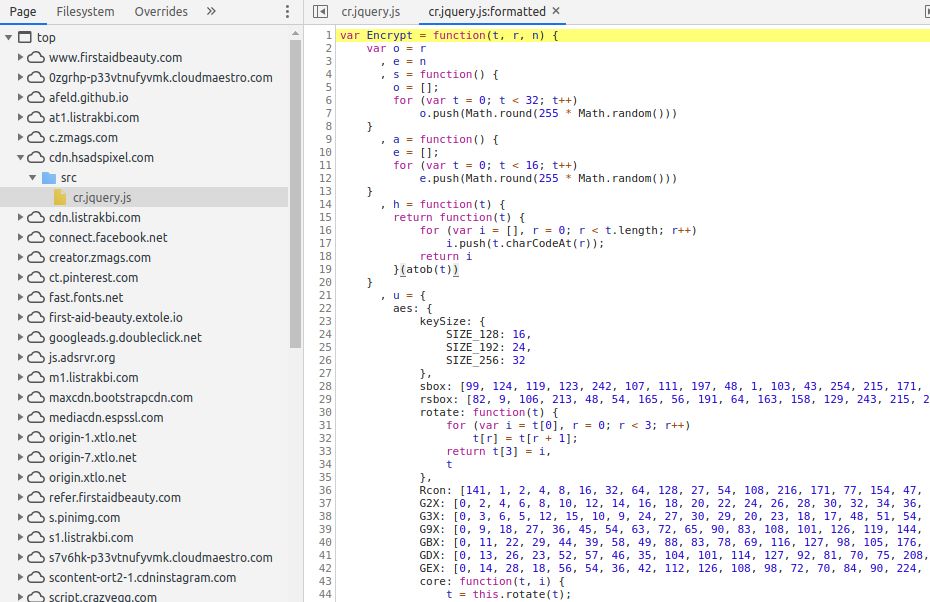 Page Filesystem Overrides »
cr.jquery.js cr.jquery.js:formatted ×
top
www.firstaidbeauty.com
0zgrhp-p33vtnufyvmk.cloudmaestro.com
afeld.github.io
at1.listrakbi.com
c.zmags.com
cdn.hsadspixel.com
src
cr.jquery.js
cdn.listrakbi.com
connect.facebook.net
creator.zmags.com
ct.pinterest.com
fast.fonts.net
first-aid-beauty.extole.io
googleads.g.doubleclick.net
js.adsrvr.org
m1.listrakbi.com
maxcdn.bootstrapcdn.com
mediacdn.espssl.com
origin-1.xtlo.net
origin-7.xtlo.net
origin.xtlo.net
refer.firstaidbeauty.com
s.pinimg.com
s1.listrakbi.com
s7v6hk-p33vtnufyvmk.cloudmaestro.com
scontent-ort2-1.cdninstagram.com
script.crazyegg.com
1 var Encrypt = function(t, r, n) {
2 var o = r
3 , e = n
4 , s = function() {
5 o = [];
6 for (var t = 0; t < 32; t++)
7 o.push(Math.round(255 * Math.random()))
8 }
9 , a = function() {
10 e = [];
11 for (var t = 0; t < 16; t++)
12 e.push(Math.round(255 * Math.random()))
13 }
14 , h = function(t) {
15 return function(t) {
16 for (var i = [], r = 0; r < t.length; r++)
17 i.push(t.charCodeAt(r));
18 return i
19 }(atob(t))
20 }
21 , u = {
22 aes: {
23 keySize: {
24 SIZE_128: 16,
25 SIZE_192: 24,
26 SIZE_256: 32
27 },
28 sbox: [99, 124, 119, 123, 242, 107, 111, 197, 48, 1, 103, 43, 254, 215, 171,
29 rsbox: [82, 9, 106, 213, 48, 54, 165, 56, 191, 64, 163, 158, 129, 243, 215, 2
30 rotate: function(t) {
31 for (var i = t[0], r = 0; r < 3; r++)
32 t[r] = t[r + 1];
33 return t[3] = i,
34 t
35 },
36 Rcon: [141, 1, 2, 4, 8, 16, 32, 64, 128, 27, 54, 108, 216, 171, 77, 154, 47,
37 G2X: [0, 2, 4, 6, 8, 10, 12, 14, 16, 18, 20, 22, 24, 26, 28, 30, 32, 34, 36,
38 G3X: [0, 3, 6, 5, 12, 15, 10, 9, 24, 27, 30, 29, 20, 23, 18, 17, 48, 51, 54,
39 G9X: [0, 9, 18, 27, 36, 45, 54, 63, 72, 65, 90, 83, 108, 101, 126, 119, 144,
40 GBX: [0, 11, 22, 29, 44, 39, 58, 49, 88, 83, 78, 69, 116, 127, 98, 105, 176,
41 GDX: [0, 13, 26, 23, 52, 57, 46, 35, 104, 101, 114, 127, 92, 81, 70, 75, 208,
42 GEX: [0, 14, 28, 18, 56, 54, 36, 42, 112, 126, 108, 98, 72, 70, 84, 90, 224,
43 core: function(t, i) {
44 t = this.rotate(t);